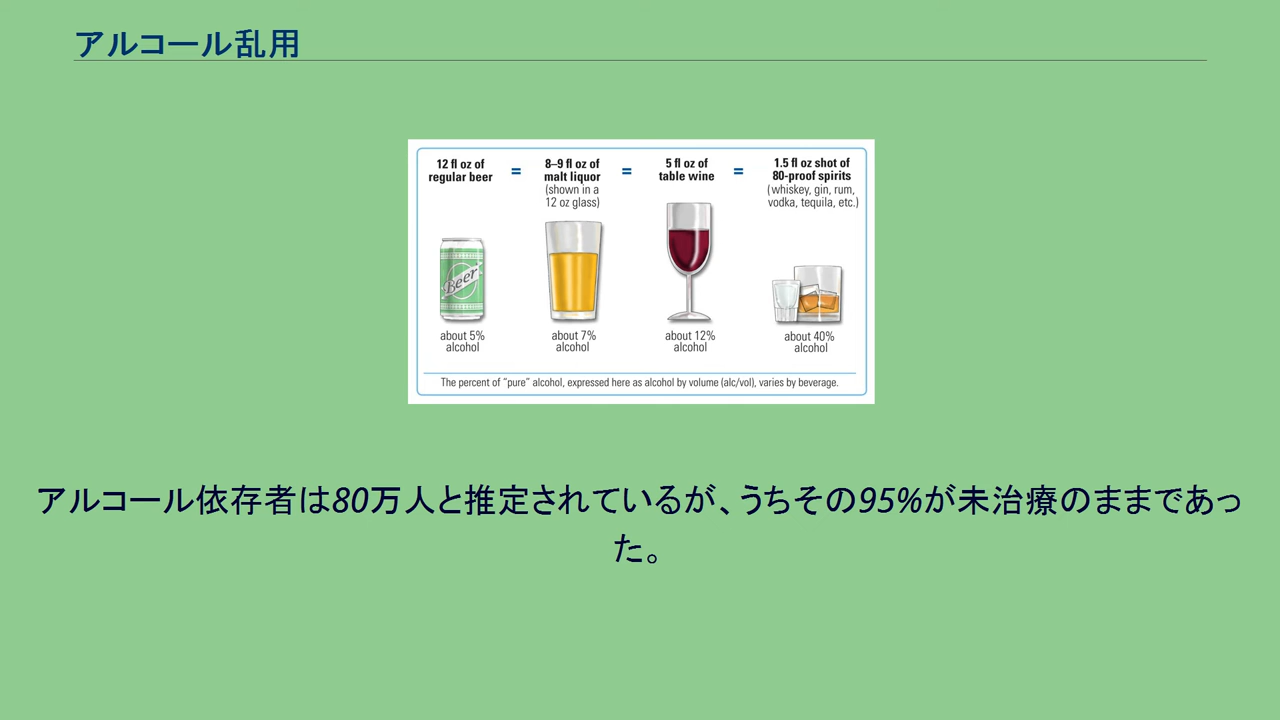 アルコール乱用
12 fl oz of
regular beer
=
8–9 fl oz of
malt liquor
(shown in a
12 oz glass)
=
5 fl oz of
table wine
=
1.5 fl oz shot of
80-proof spirits
(whiskey, gin, rum,
vodka, tequila, etc.)
Beer
about 5%
alcohol
about 7%
alcohol
about 12%
alcohol
about 40%
alcohol
The percent of “pure” alcohol, expressed here as alcohol by volume (alc/vol), varies by beverage.
アルコール依存者は80万人と推定されているが、うちその95%が未治療のままであっ
た。